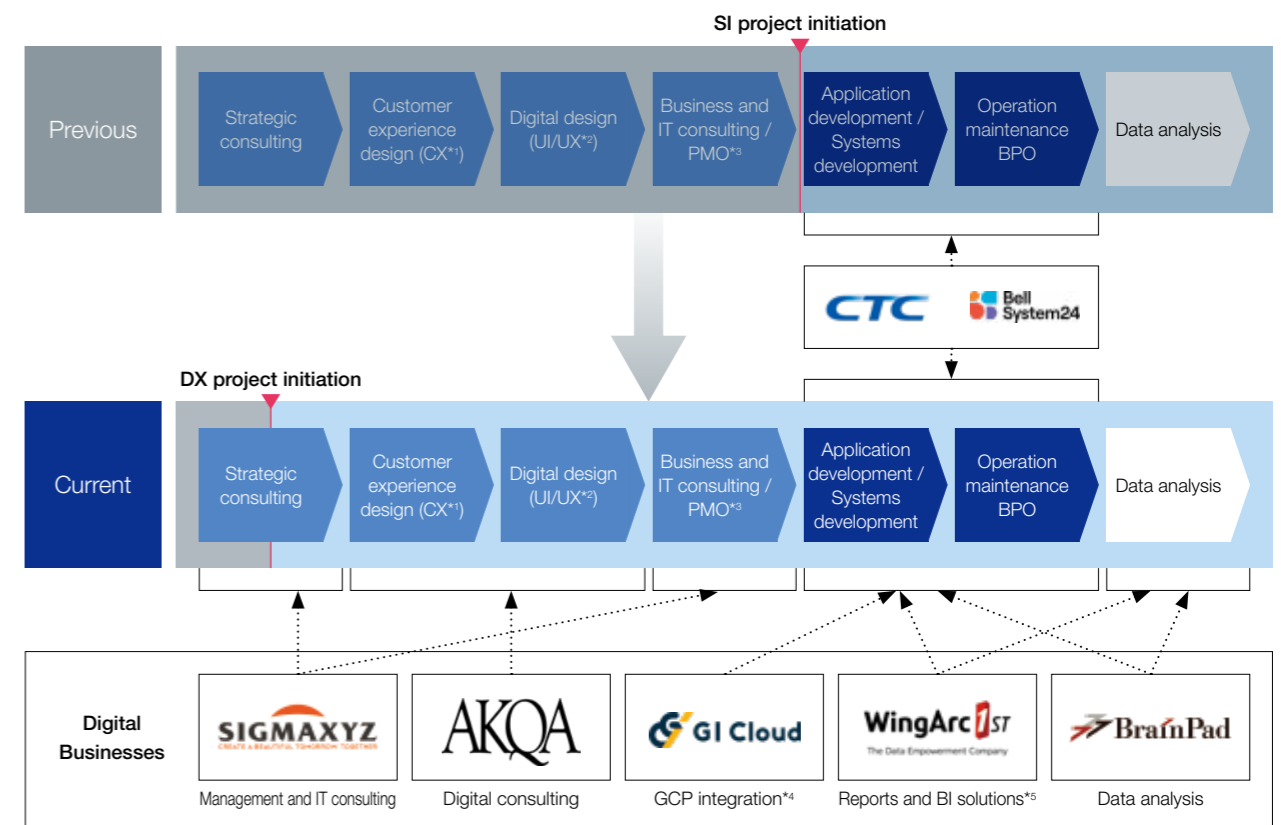 SI project initiation
Previous
Strategic
consulting
Customer
experience
design (CX*1)
Digital design
(UI/UX*2)
Business and
IT consulting /
PMO*3
Application
development /
Systems
development
Operation
maintenance
BPO
Data analysis
CTC
Bell
System24
DX project initiation
Current
Strategic
consulting
Customer
experience
design (CX*1)
Digital design
(UI/UX*2)
Business and
IT consulting /
PMO*3
Application
development /
Systems
development
Operation
maintenance
BPO
Data analysis
Digital
Businesses
SIGMAXYZ
CREATE A BEAUTIFUL TOMORROW TOGETHER
Management and IT consulting
AKQA
Digital consulting
GI Cloud
GCP integration*4
WingArc 1ST
The Data Empowerment Company
Reports and BI solutions*5
BrainPad
Data analysis